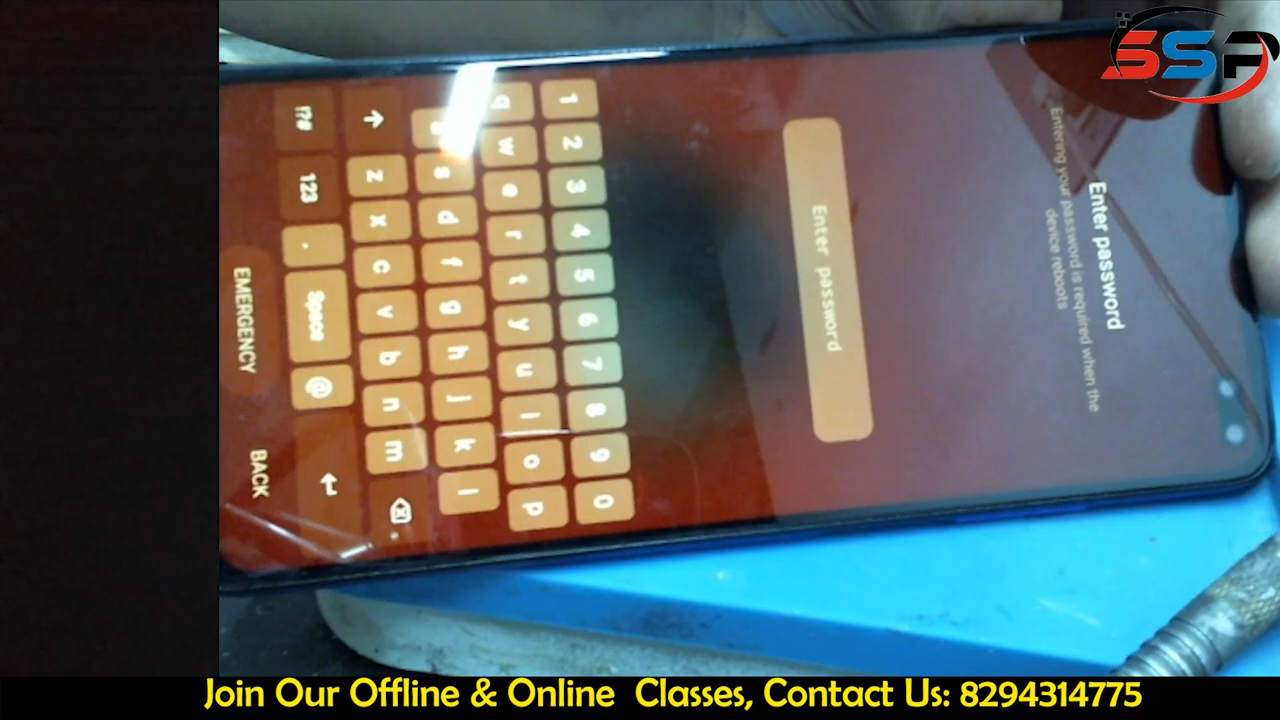 SSP
Enter password
Entering your password is required when the
device reboots
Enter password
1 2 3 4 5 6 7 8 9 0
q w e r t y u i o p
s d f g h j k l
z x c v b n m
!?# 123 . Space @
EMERGENCY BACK
Join Our Offline & Online Classes, Contact Us: 8294314775